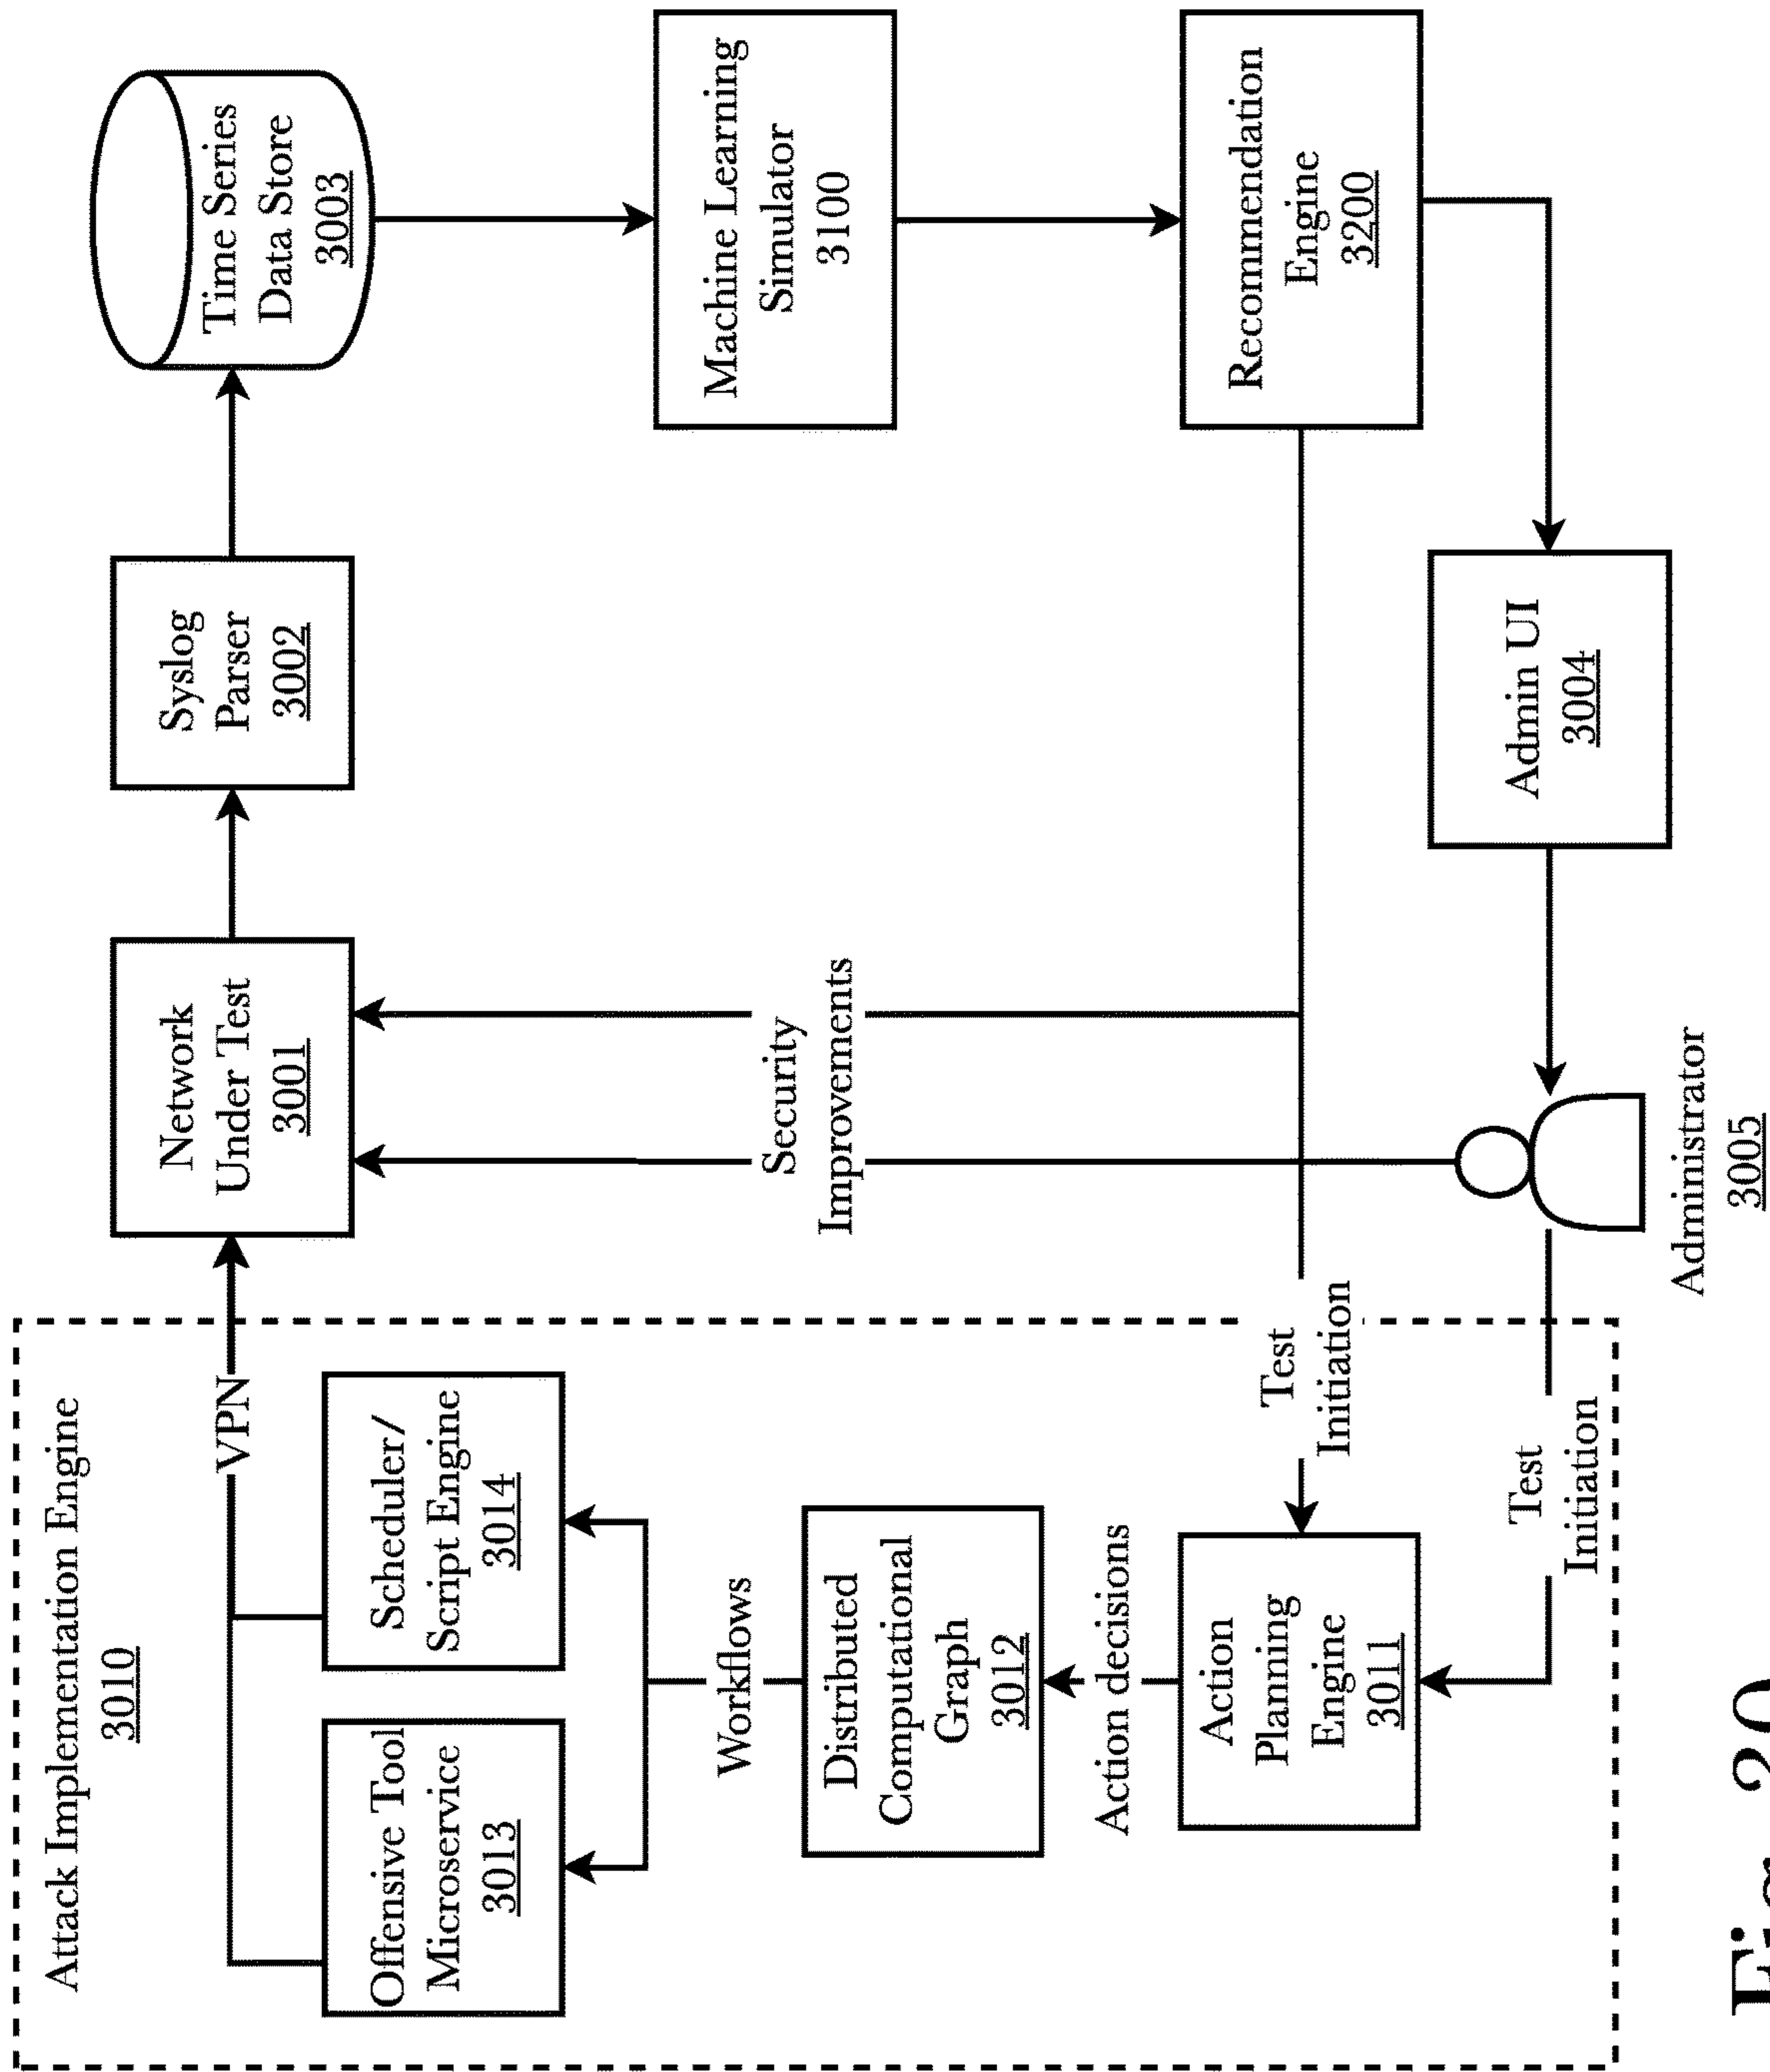 Attack Implementation Engine
3010
VPN
Offensive Tool
Microservice
3013
Scheduler/
Script Engine
3014
Workflows
Distributed
Computational
Graph
3012
Action decisions
Action
Planning
Engine
3011
Test
Initiation
Test
Initiation
Network
Under Test
3001
Security
Improvements
Administrator
3005
Syslog
Parser
3002
Admin UI
3004
Time Series
Data Store
3003
Machine Learning
Simulator
3100
Recommendation
Engine
3200
Fig.